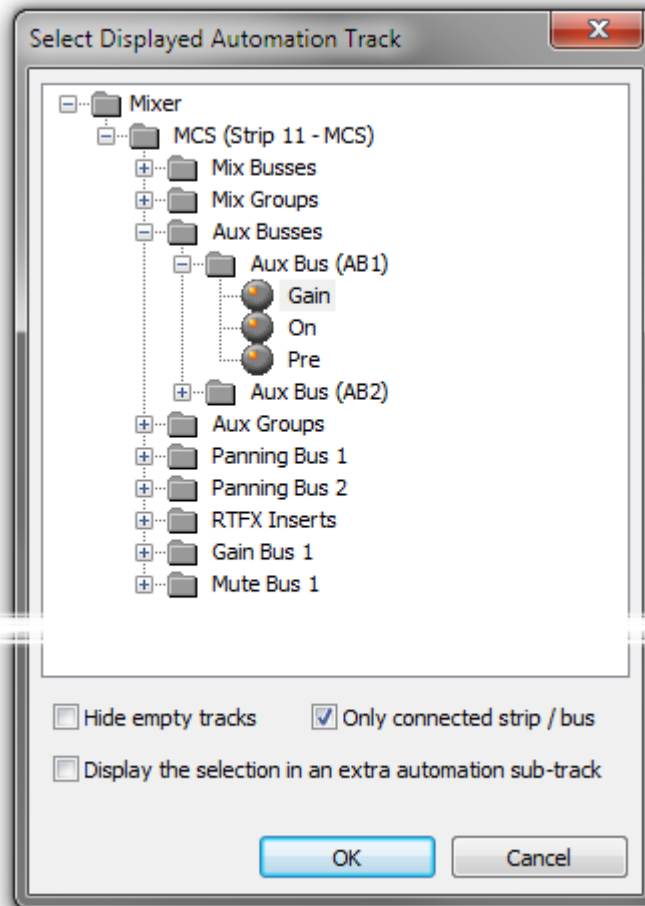 Select Displayed Automation Track
Mixer
MCS (Strip 11 - MCS)
Mix Busses
Mix Groups
Aux Busses
Aux Bus (AB1)
Gain
On
Pre
Aux Bus (AB2)
Aux Groups
Panning Bus 1
Panning Bus 2
RTFX Inserts
Gain Bus 1
Mute Bus 1
Hide empty tracks Only connected strip / bus
Display the selection in an extra automation sub-track
OK Cancel